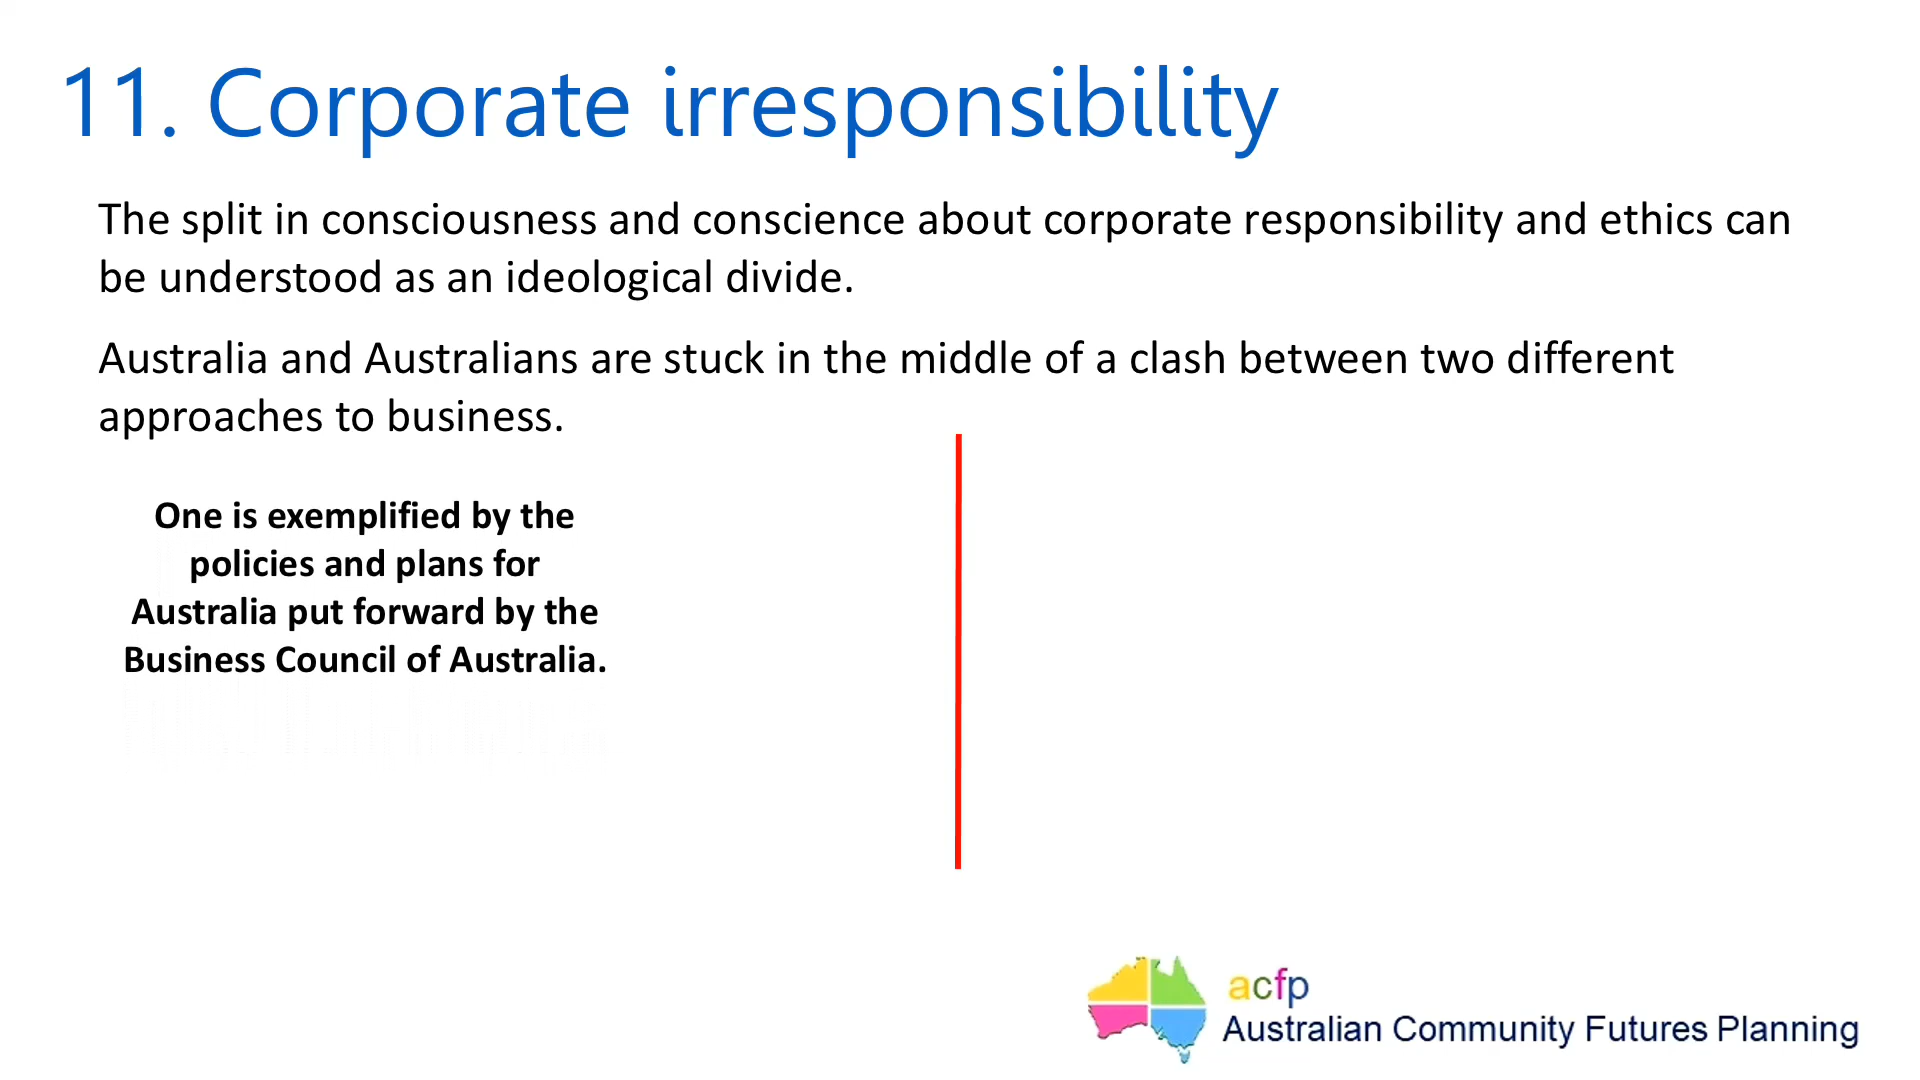 11. Corporate irresponsibility
The split in consciousness and conscience about corporate responsibility and ethics can
be understood as an ideological divide.
Australia and Australians are stuck in the middle of a clash between two different
approaches to business.
One is exemplified by the
policies and plans for
Australia put forward by the
Business Council of Australia.
acfp
Australian Community Futures Planning